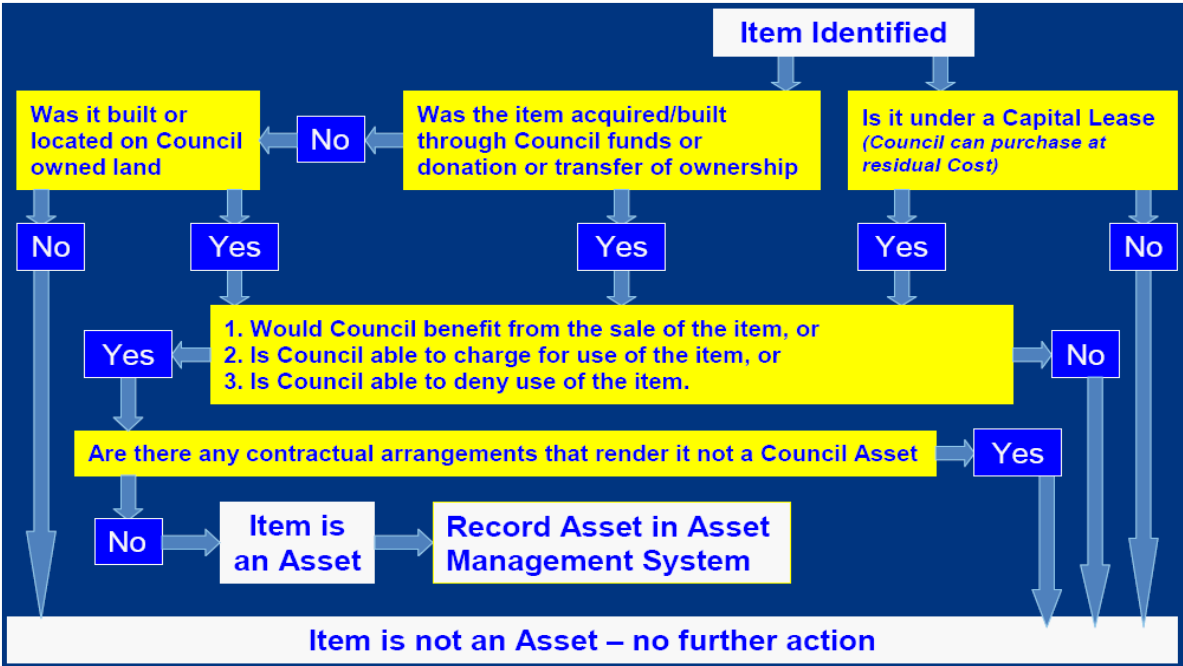 Item Identified
Was it built or
located on Council
owned land
No
Was the item acquired/built
through Council funds or
donation or transfer of ownership
Is it under a Capital Lease
(Council can purchase at
residual Cost)
No
Yes
Yes
Yes
No
1. Would Council benefit from the sale of the item, or
2. Is Council able to charge for use of the item, or
3. Is Council able to deny use of the item.
Yes
No
Are there any contractual arrangements that render it not a Council Asset
Yes
No
Item is
an Asset
Record Asset in Asset
Management System
Item is not an Asset – no further action